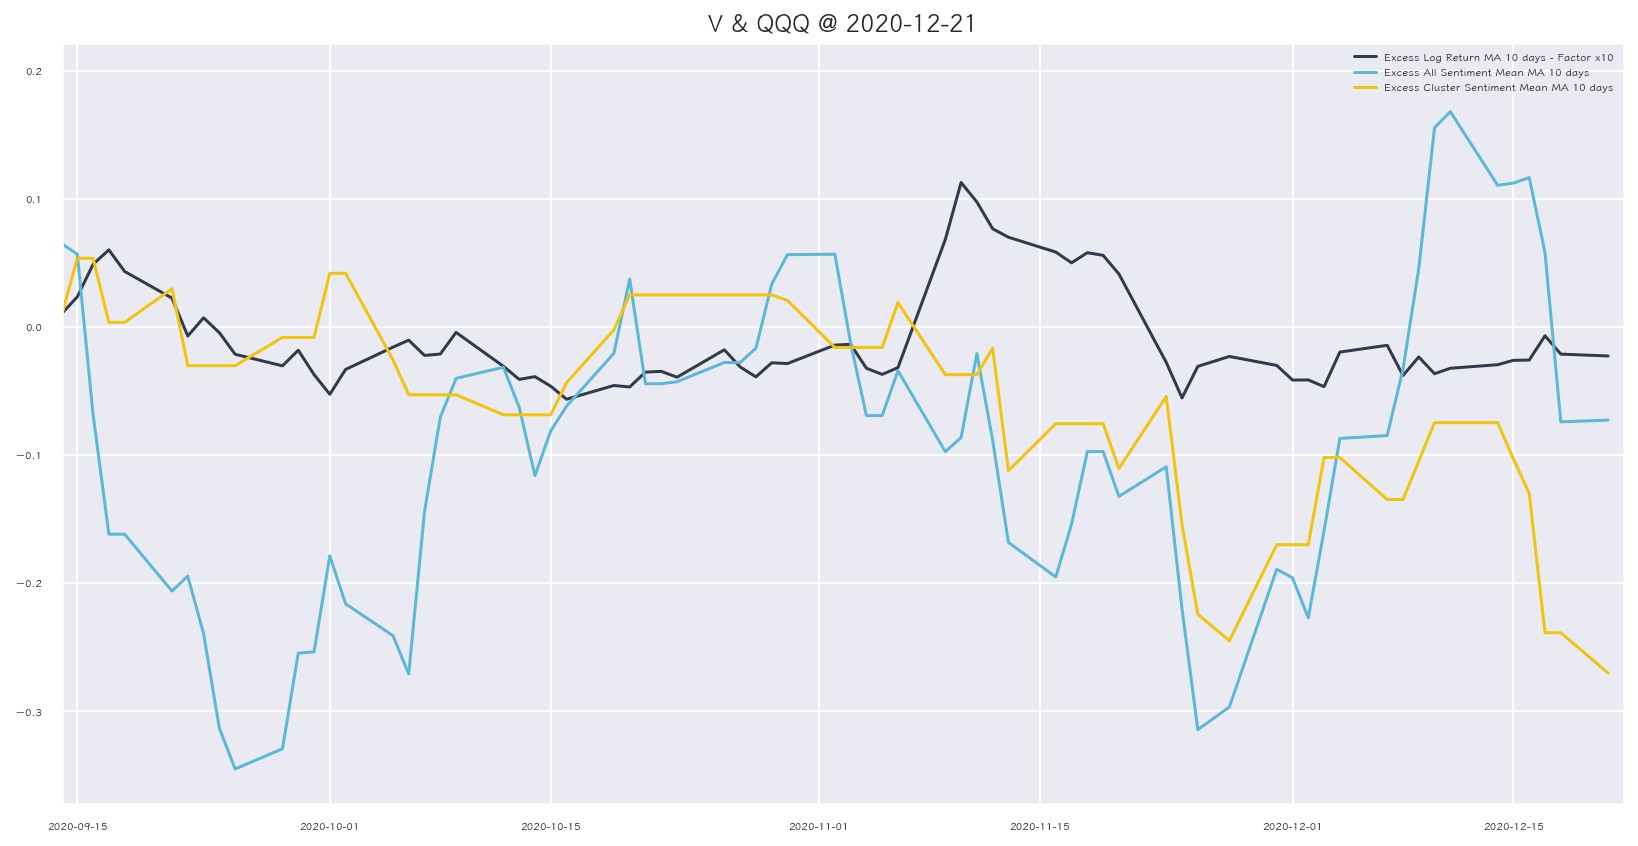 V & QQQ @ 2020-12-21
Excess Log Return MA 10 days - Factor x10
Excess All Sentiment Mean MA 10 days
Excess Cluster Sentiment Mean MA 10 days
0.2
0.1
0.0
−0.1
−0.2
−0.3
2020-09-15 2020-10-01 2020-10-15 2020-11-01 2020-11-15 2020-12-01 2020-12-15